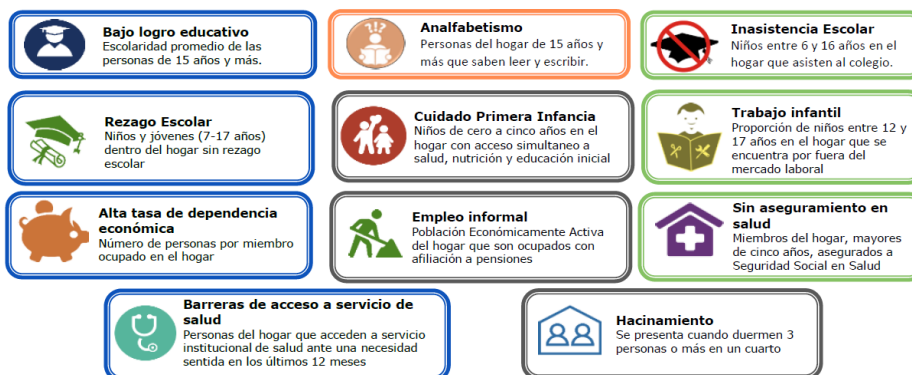 Bajo logro educativo
Escolaridad promedio de las
personas de 15 años y más.
Analfabetismo
Personas del hogar de 15 años y
más que saben leer y escribir.
Inasistencia Escolar
Niños entre 6 y 16 años en el
hogar que asisten al colegio.
Rezago Escolar
Niños y jóvenes (7-17 años)
dentro del hogar sin rezago
escolar
Cuidado Primera Infancia
Niños de cero a cinco años en el
hogar con acceso simultaneo a
salud, nutrición y educación inicial
Trabajo infantil
Proporción de niños entre 12 y
17 años en el hogar que se
encuentra por fuera del
mercado laboral
Alta tasa de dependencia
económica
Número de personas por miembro
ocupado en el hogar
Empleo informal
Población Económicamente Activa
del hogar que son ocupados con
afiliación a pensiones
Sin aseguramiento en
salud
Miembros del hogar, mayores
de cinco años, asegurados a
Seguridad Social en Salud
Barreras de acceso a servicio de
salud
Personas del hogar que acceden a servicio
institucional de salud ante una necesidad
sentida en los últimos 12 meses
Hacinamiento
Se presenta cuando duermen 3
personas o más en un cuarto